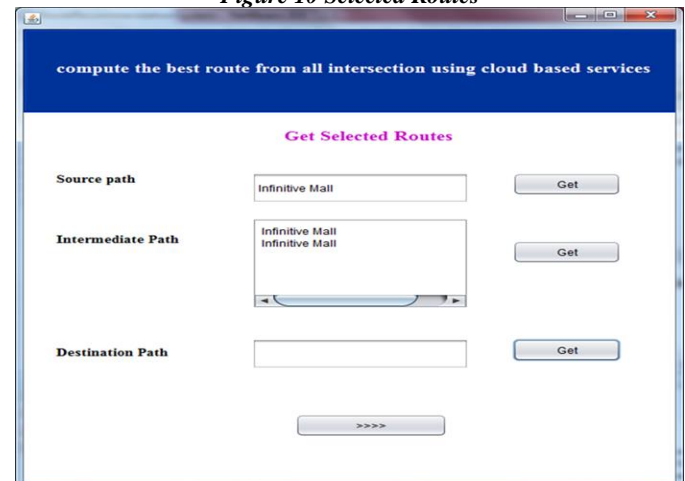 Figure 10 Selected Routes
compute the best route from all intersection using cloud based services
Get Selected Routes
Source path
Infinitive Mall
Get
Intermediate Path
Infinitive Mall
Infinitive Mall
Get
Destination Path
Get
>>>>